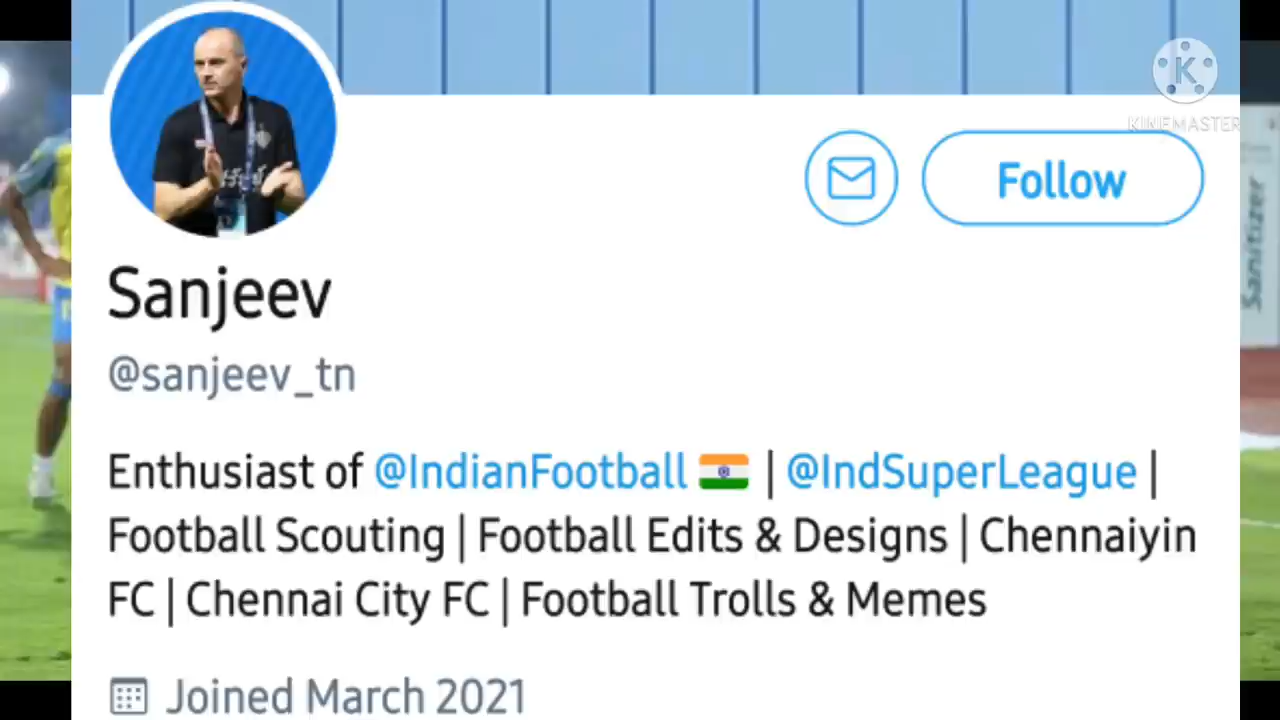 KINEMASTER
Follow
Sanjeev
@sanjeev_tn
Enthusiast of @IndianFootball 🇮🇳 | @IndSuperLeague |
Football Scouting | Football Edits & Designs | Chennaiyin
FC | Chennai City FC | Football Trolls & Memes
Joined March 2021
Sanitizer